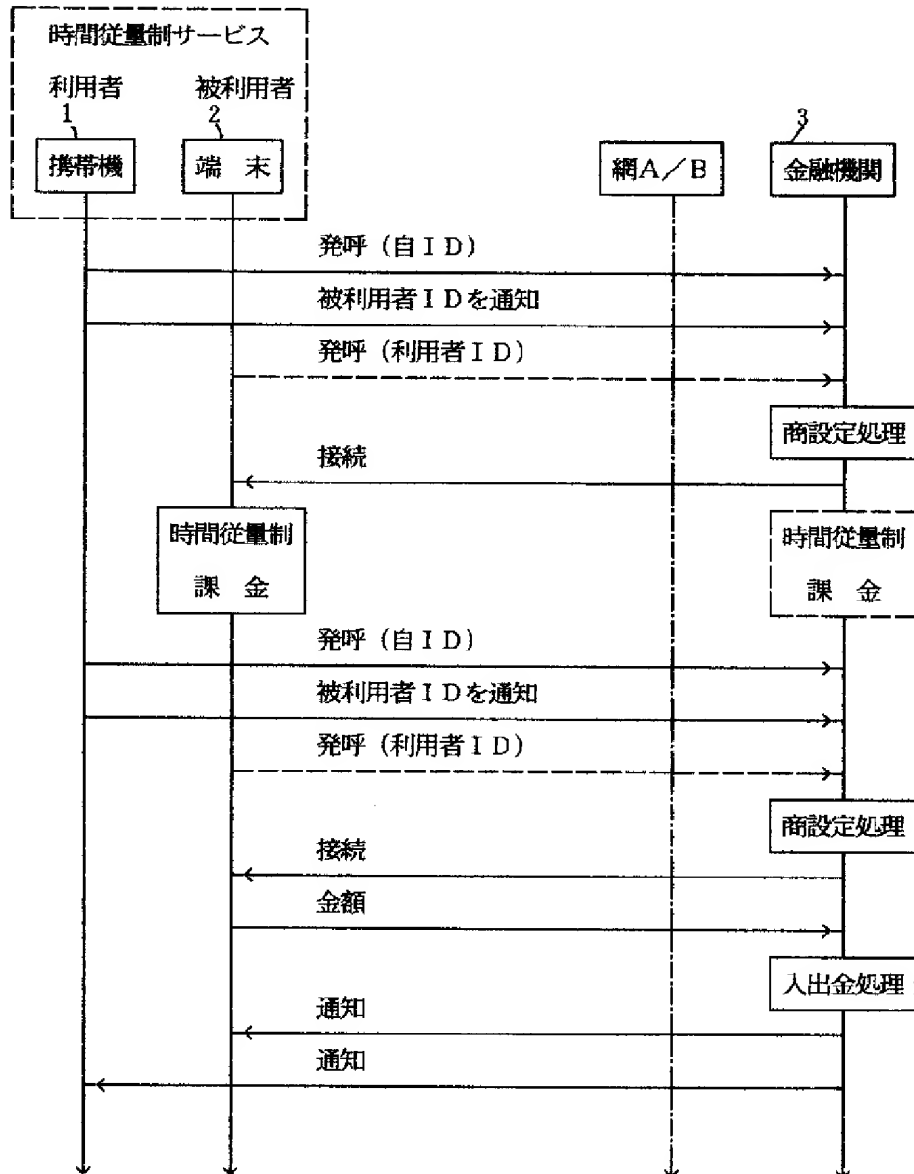 時間従量制サービス
利用者 被利用者
1 2 3
携帯機 端 末 網A/B 金融機関
発呼(自ID)
被利用者IDを通知
発呼(利用者ID)
商設定処理
接続
時間従量制 時間従量制
課 金 課 金
発呼(自ID)
被利用者IDを通知
発呼(利用者ID)
商設定処理
接続
金額
入出金処理
通知
通知